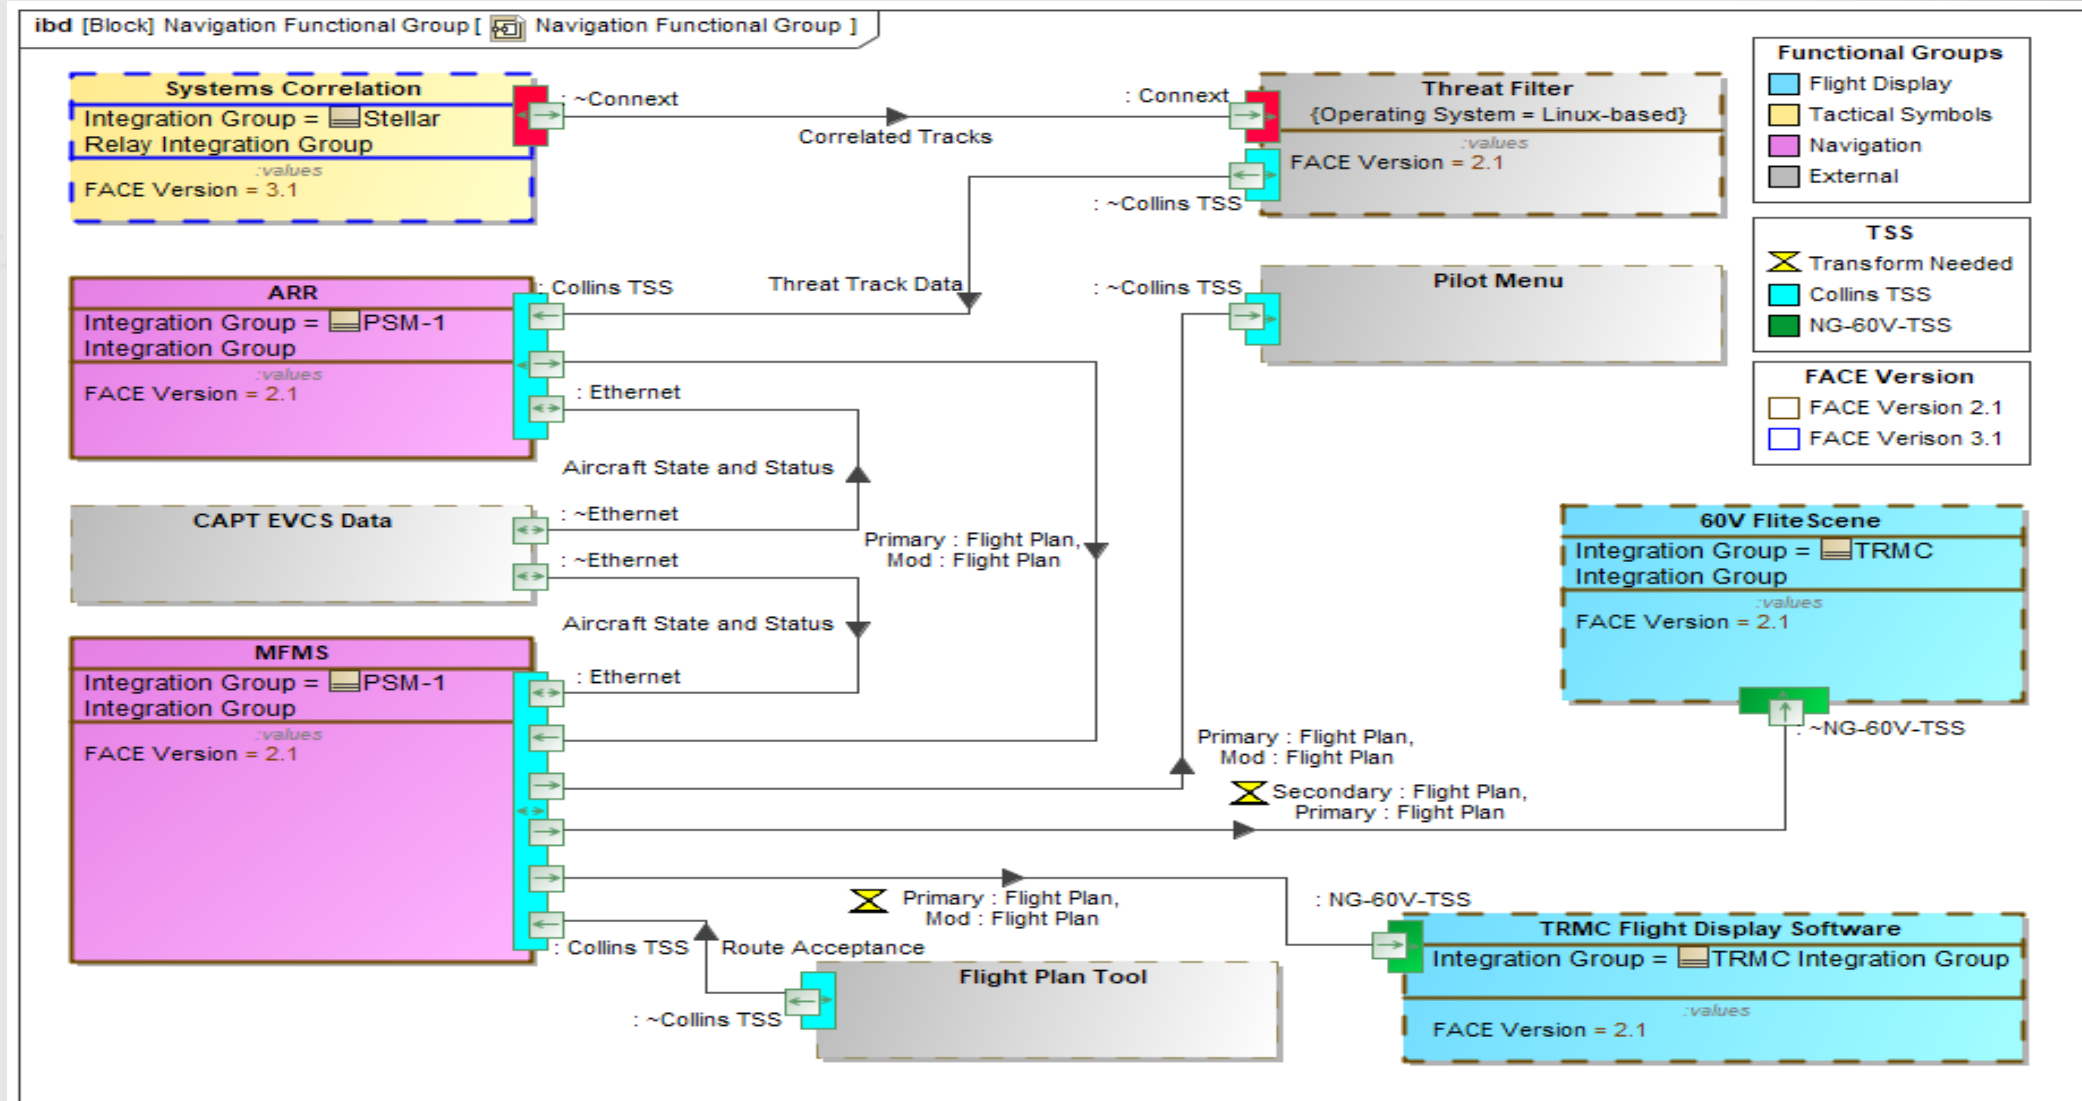 ibd [Block] Navigation Functional Group [ Navigation Functional Group ]
Systems Correlation
Integration Group = Stellar
Relay Integration Group
:values
FACE Version = 3.1
: ~Connext
Correlated Tracks
: Connext
Threat Filter
{Operating System = Linux-based}
:values
FACE Version = 2.1
: ~Collins TSS
Functional Groups
Flight Display
Tactical Symbols
Navigation
External
TSS
Transform Needed
Collins TSS
NG-60V-TSS
FACE Version
FACE Version 2.1
FACE Verison 3.1
ARR
Integration Group = PSM-1
Integration Group
:values
FACE Version = 2.1
: Collins TSS
Threat Track Data
: ~Collins TSS
Pilot Menu
: Ethernet
Aircraft State and Status
CAPT EVCS Data
: ~Ethernet
: ~Ethernet
Aircraft State and Status
: Ethernet
Primary : Flight Plan,
Mod : Flight Plan
60V FliteScene
Integration Group = TRMC
Integration Group
:values
FACE Version = 2.1
: ~NG-60V-TSS
MFMS
Integration Group = PSM-1
Integration Group
:values
FACE Version = 2.1
Primary : Flight Plan,
Mod : Flight Plan
Secondary : Flight Plan,
Primary : Flight Plan
Primary : Flight Plan,
Mod : Flight Plan
: NG-60V-TSS
: Collins TSS
Route Acceptance
: ~Collins TSS
Flight Plan Tool
TRMC Flight Display Software
Integration Group = TRMC Integration Group
:values
FACE Version = 2.1